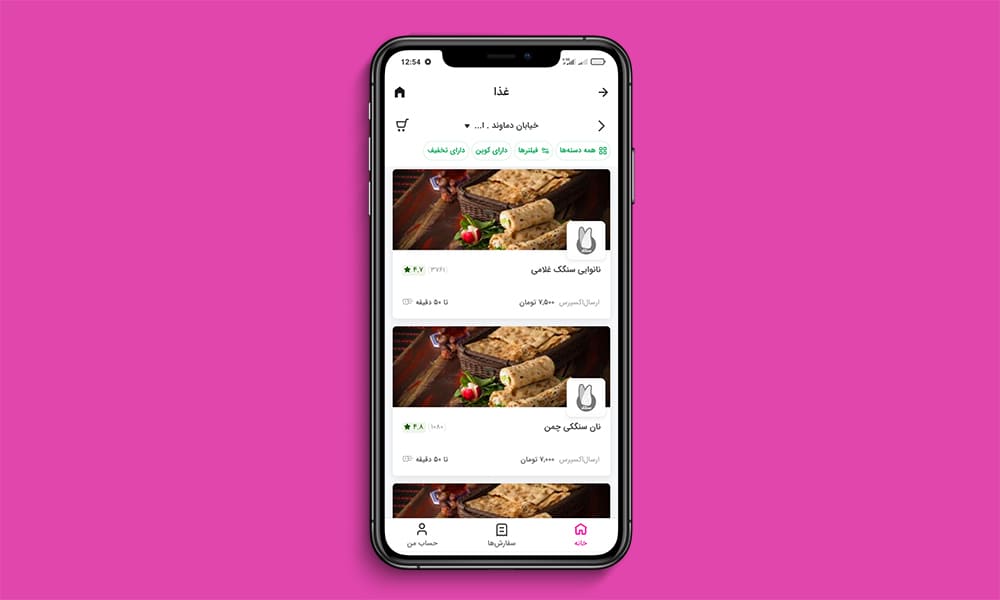 12:54
غذا
خیابان دماوند , ا...
همه دسته‌ها
فیلترها
دارای کوپن
دارای تخفیف
نانوایی سنگک غلامی
۴.۷ (۳۷۶۱)
ارسال‌اکسپرس ۷,۵۰۰ تومان
تا ۵۰ دقیقه
نان سنگکی چمن
۴.۸ (۱۰۸۰)
ارسال‌اکسپرس ۷,۰۰۰ تومان
تا ۵۰ دقیقه
خانه
سفارش‌ها
حساب من